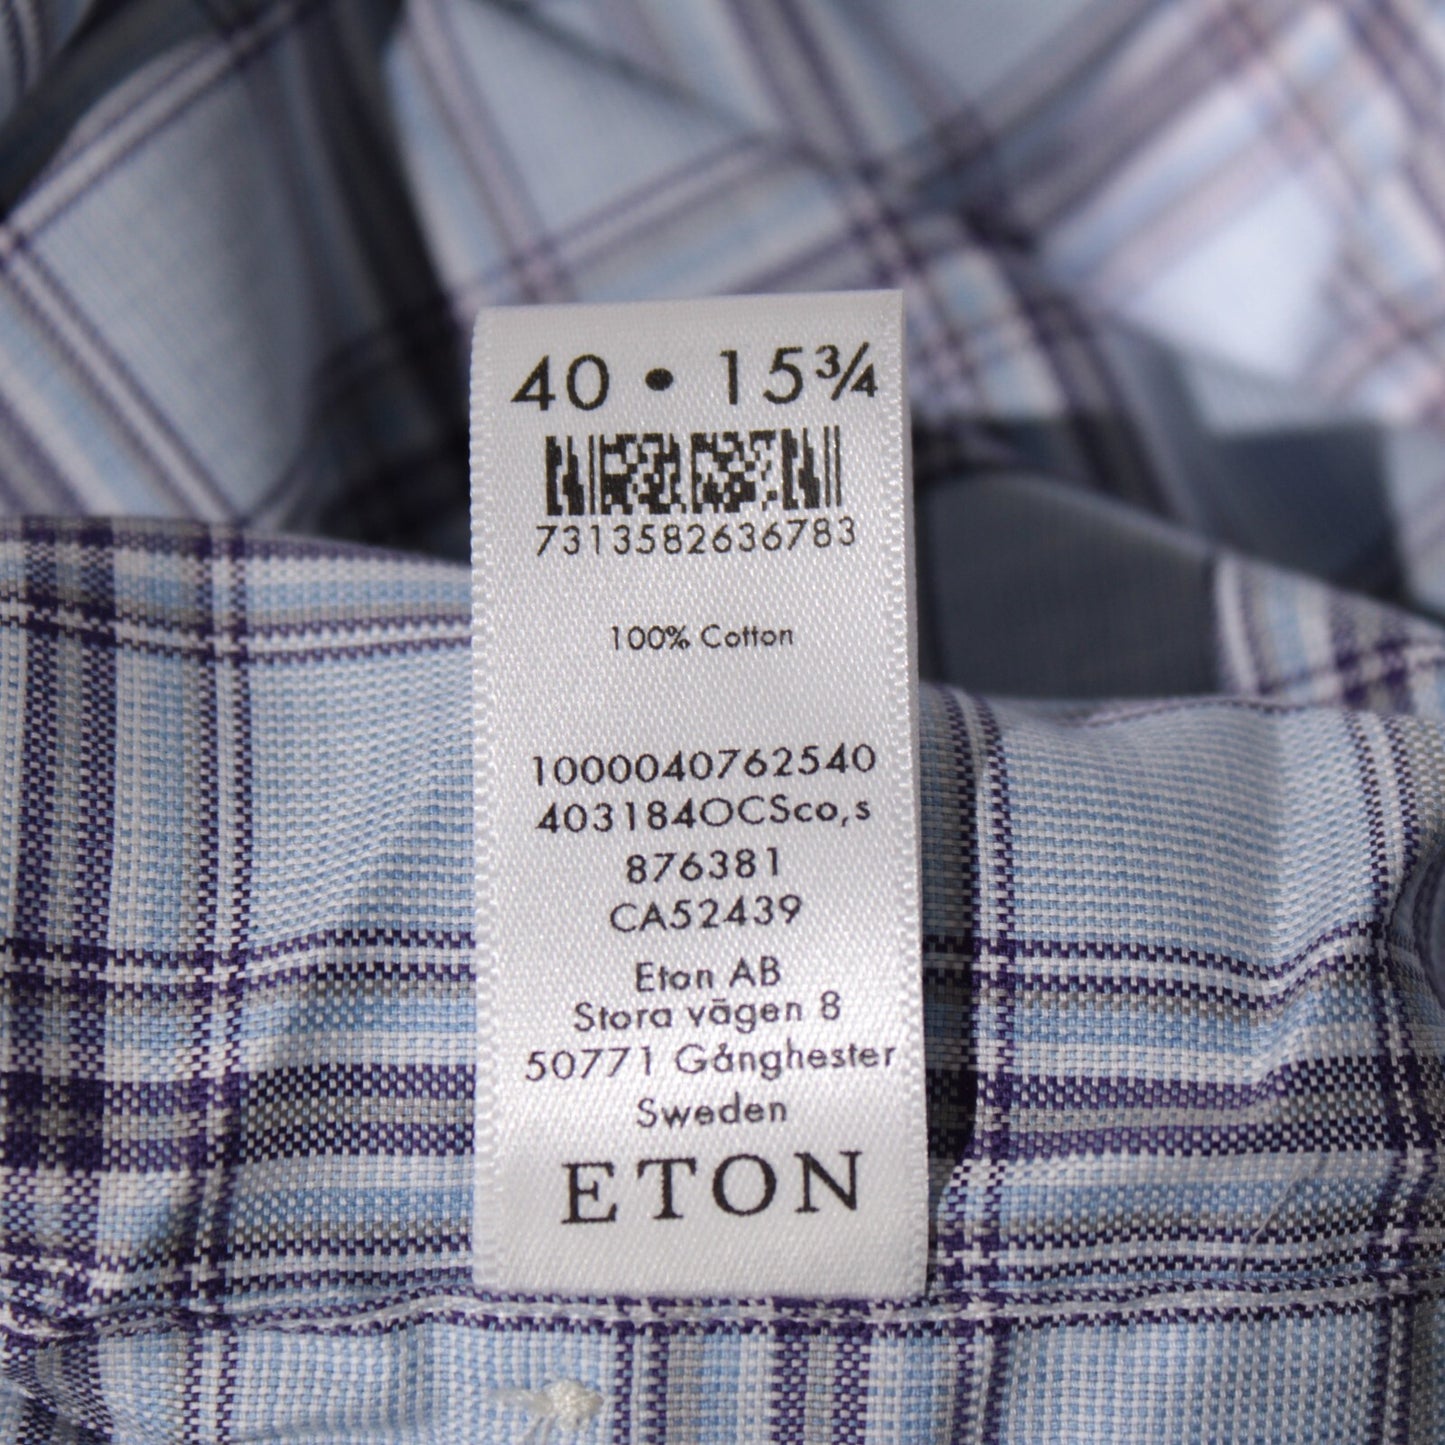 40 • 15¾
7313582636783
100% Cotton
1000040762540
403184OCSco,s
876381
CA52439
Eton AB
Stora vägen 8
50771 Gånghester
Sweden
ETON